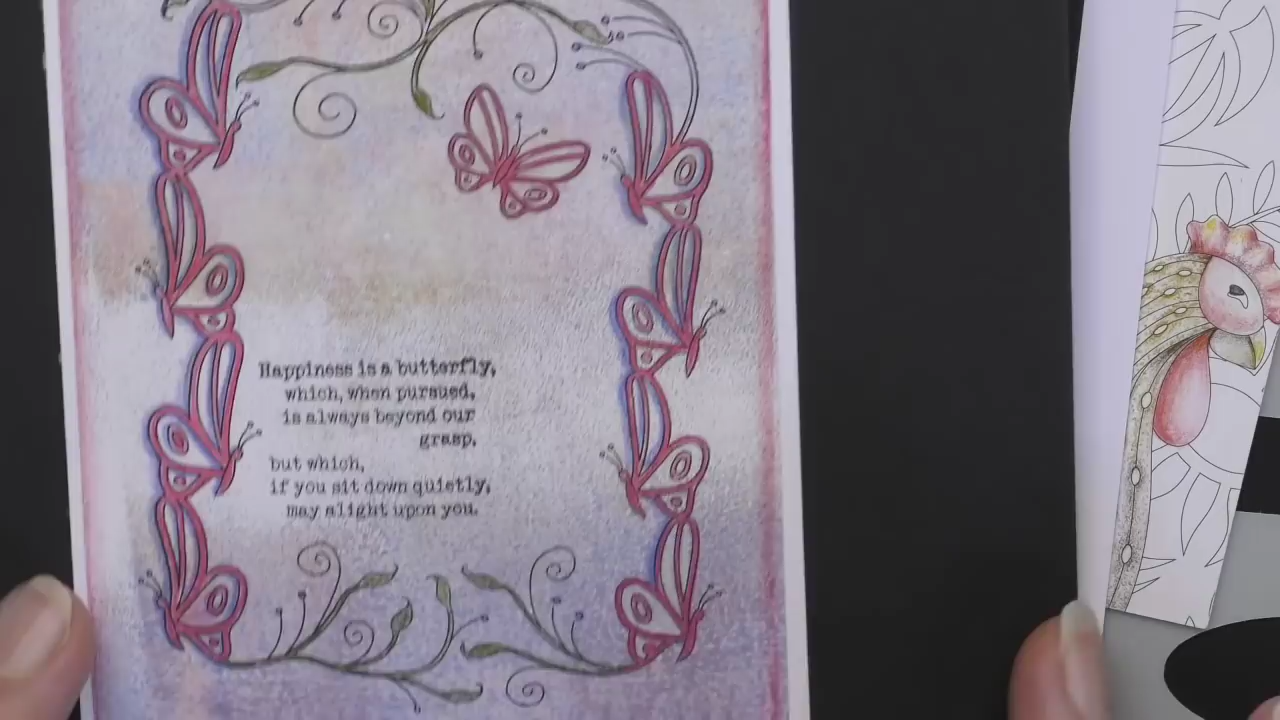 Happiness is a butterfly,
which, when pursued,
is always beyond our
grasp.
but which,
if you sit down quietly,
may alight upon you.